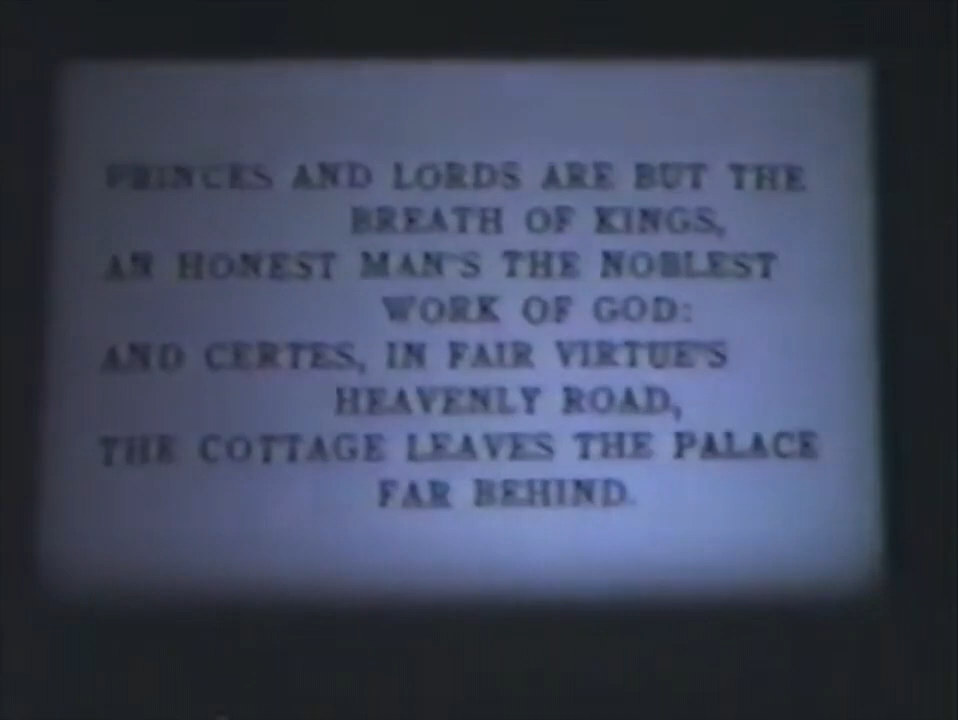 PRINCES AND LORDS ARE BUT THE
BREATH OF KINGS,
AN HONEST MAN'S THE NOBLEST
WORK OF GOD:
AND CERTES, IN FAIR VIRTUE'S
HEAVENLY ROAD,
THE COTTAGE LEAVES THE PALACE
FAR BEHIND.